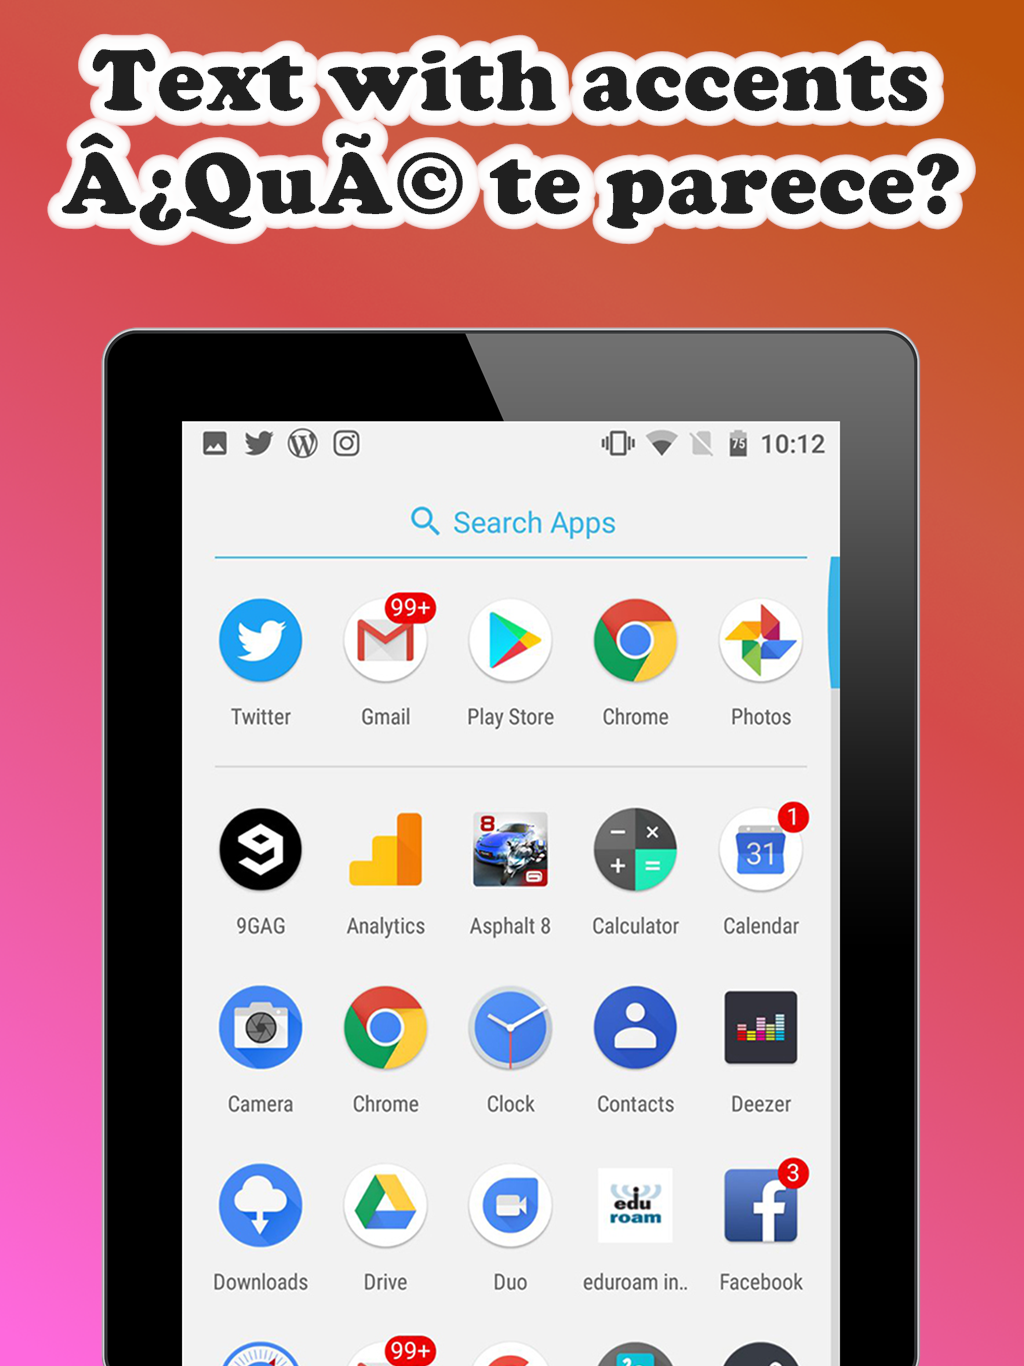 Text with accents
Â¿QuÃ© te parece?
75 10:12
Search Apps
99+
Twitter Gmail Play Store Chrome Photos
8 1
31
9GAG Analytics Asphalt 8 Calculator Calendar
Camera Chrome Clock Contacts Deezer
3
edu
roam
Downloads Drive Duo eduroam in.. Facebook
99+